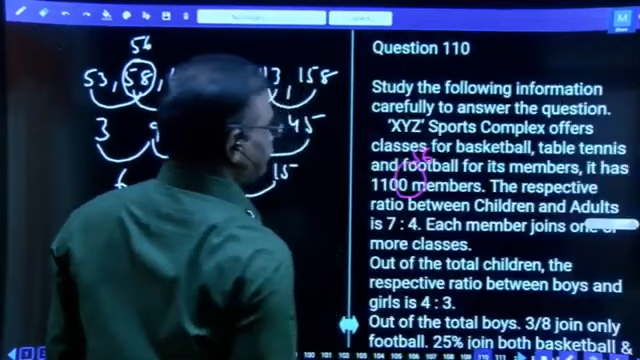 Question 110
56
53, 58,
13, 158
3
9
45
6
15
Study the following information
carefully to answer the question.
'XYZ' Sports Complex offers
classes for basketball, table tennis
and football for its members, it has
1100 members. The respective
ratio between Children and Adults
is 7 : 4. Each member joins one or
more classes.
Out of the total children, the
respective ratio between boys and
girls is 4 : 3.
Out of the total boys. 3/8 join only
football. 25% join both basketball &